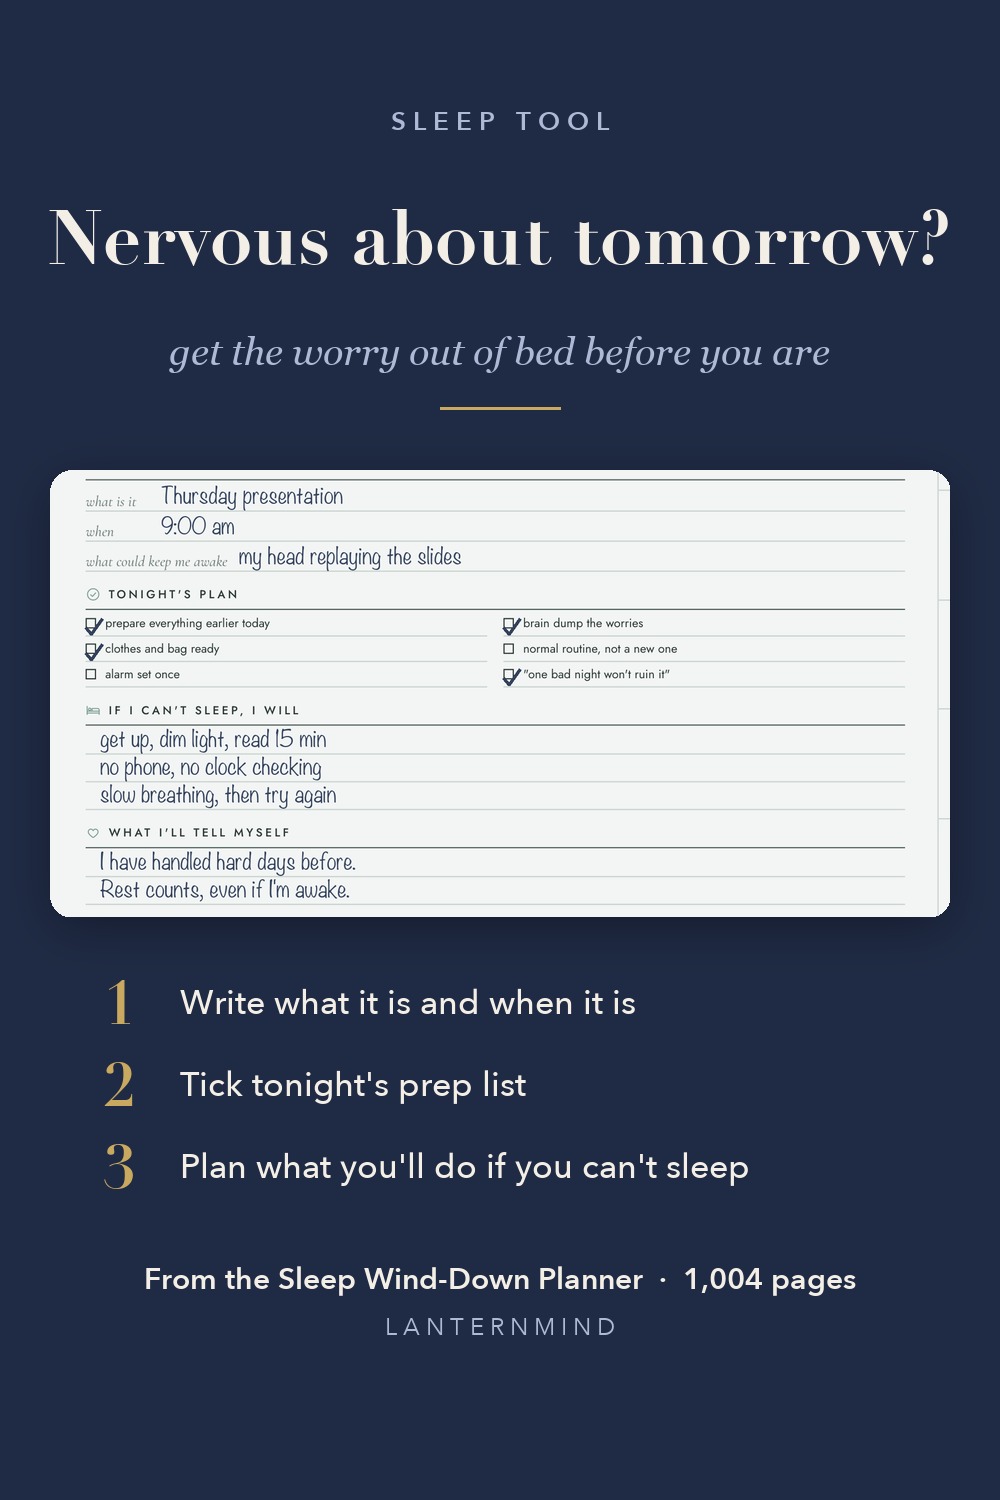 SLEEP TOOL
Nervous about tomorrow?
get the worry out of bed before you are
what is it Thursday presentation
when 9:00 am
what could keep me awake my head replaying the slides
TONIGHT'S PLAN
prepare everything earlier today brain dump the worries
clothes and bag ready normal routine, not a new one
alarm set once "one bad night won't ruin it"
IF I CAN'T SLEEP, I WILL
get up, dim light, read 15 min
no phone, no clock checking
slow breathing, then try again
WHAT I'LL TELL MYSELF
I have handled hard days before.
Rest counts, even if I'm awake.
1 Write what it is and when it is
2 Tick tonight's prep list
3 Plan what you'll do if you can't sleep
From the Sleep Wind-Down Planner · 1,004 pages
LANTERNMIND